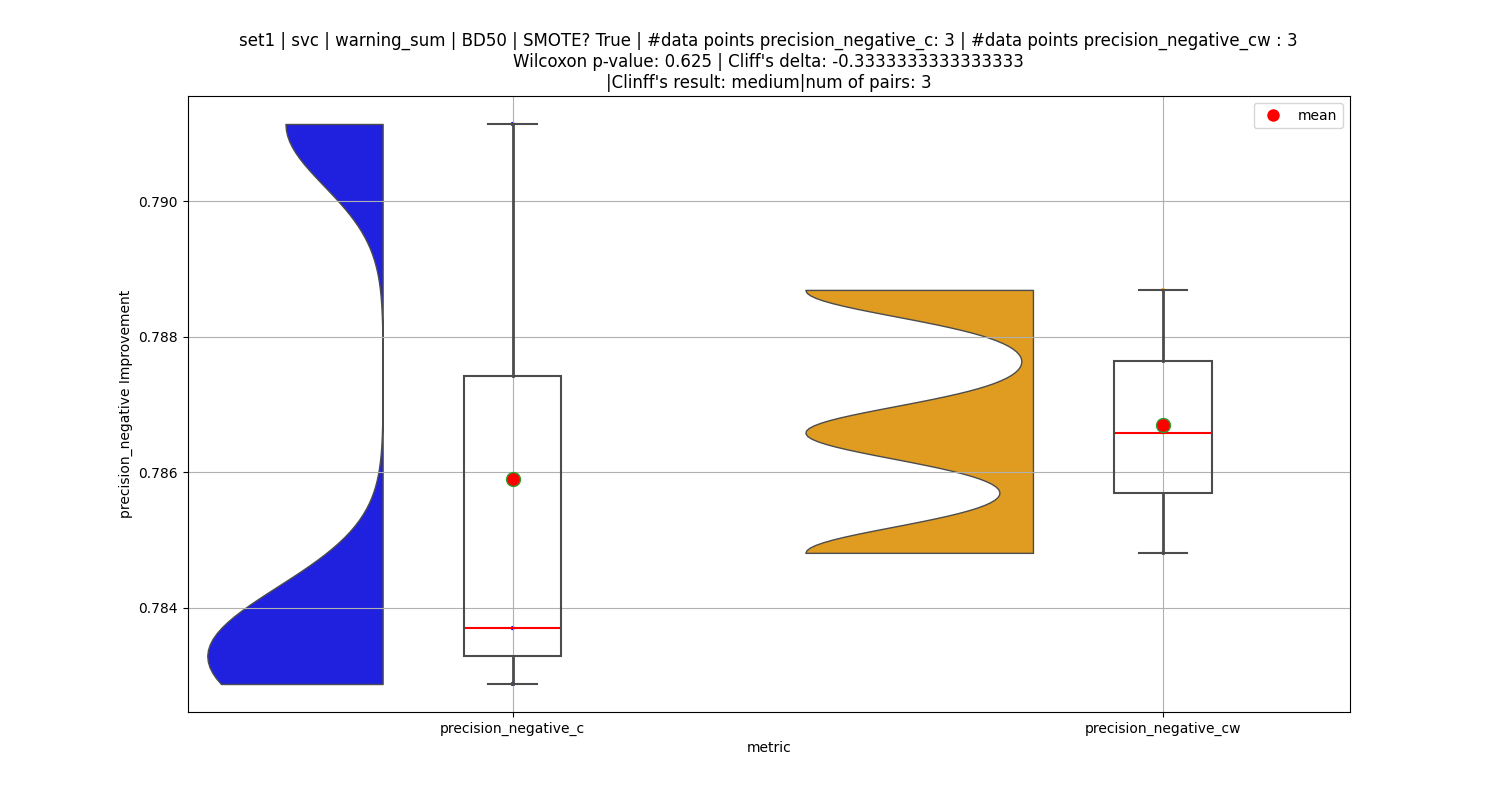 set1 | svc | warning_sum | BD50 | SMOTE? True | #data points precision_negative_c: 3 | #data points precision_negative_cw : 3
Wilcoxon p-value: 0.625 | Cliff's delta: -0.3333333333333333
|Clinff's result: medium|num of pairs: 3
mean
0.790
0.788
0.786
0.784
precision_negative Improvement
precision_negative_c
precision_negative_cw
metric